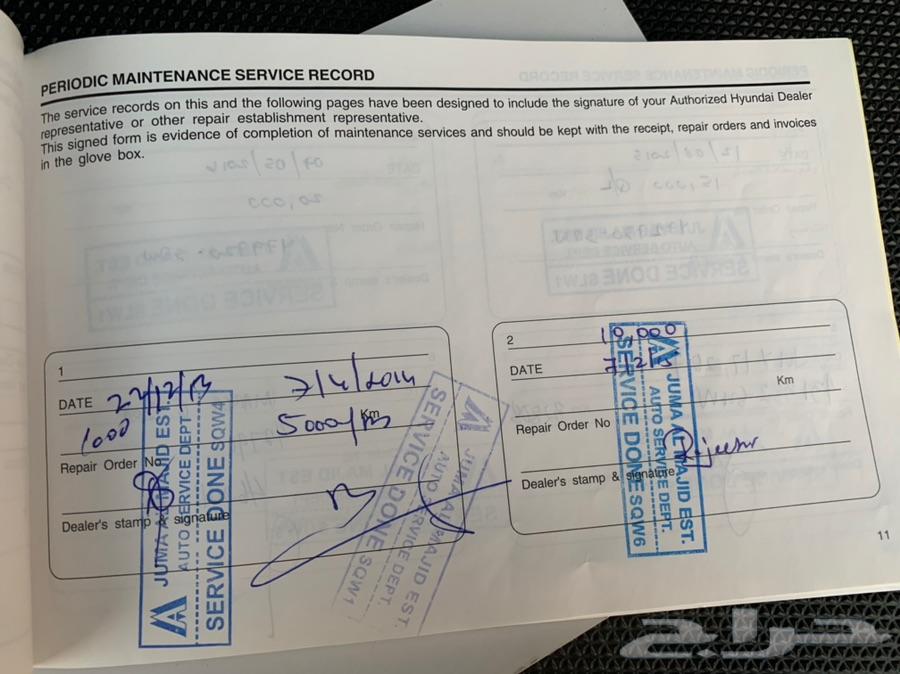 PERIODIC MAINTENANCE SERVICE RECORD
The service records on this and the following pages have been designed to include the signature of your Authorized Hyundai Dealer
representative or other repair establishment representative.
This signed form is evidence of completion of maintenance services and should be kept with the receipt, repair orders and invoices
in the glove box.
1
DATE 22/12/13 7/4/2014
1000 5000/Km
Repair Order No
Dealer's stamp & signature
JUMA AL MAJID EST.
AUTO SERVICE DEPT
SERVICE DONE SQW4
JUMA AL MAJID EST.
AUTO SERVICE DEPT.
SERVICE DONE SQW1
2
10,000
DATE
Km
Repair Order No
Dealer's stamp & signature
JUMA AL MAJID EST.
AUTO SERVICE DEPT.
SERVICE DONE SQW6
11
حراج